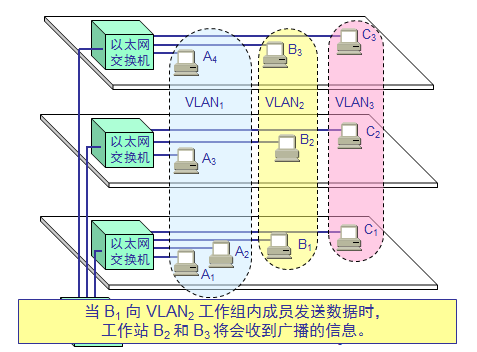 以太网
交换机
A4
B3
C3
VLAN1
VLAN2
VLAN3
以太网
交换机
A3
B2
C2
以太网
交换机
A1
A2
B1
C1
当 B1 向 VLAN2 工作组内成员发送数据时,
工作站 B2 和 B3 将会收到广播的信息。